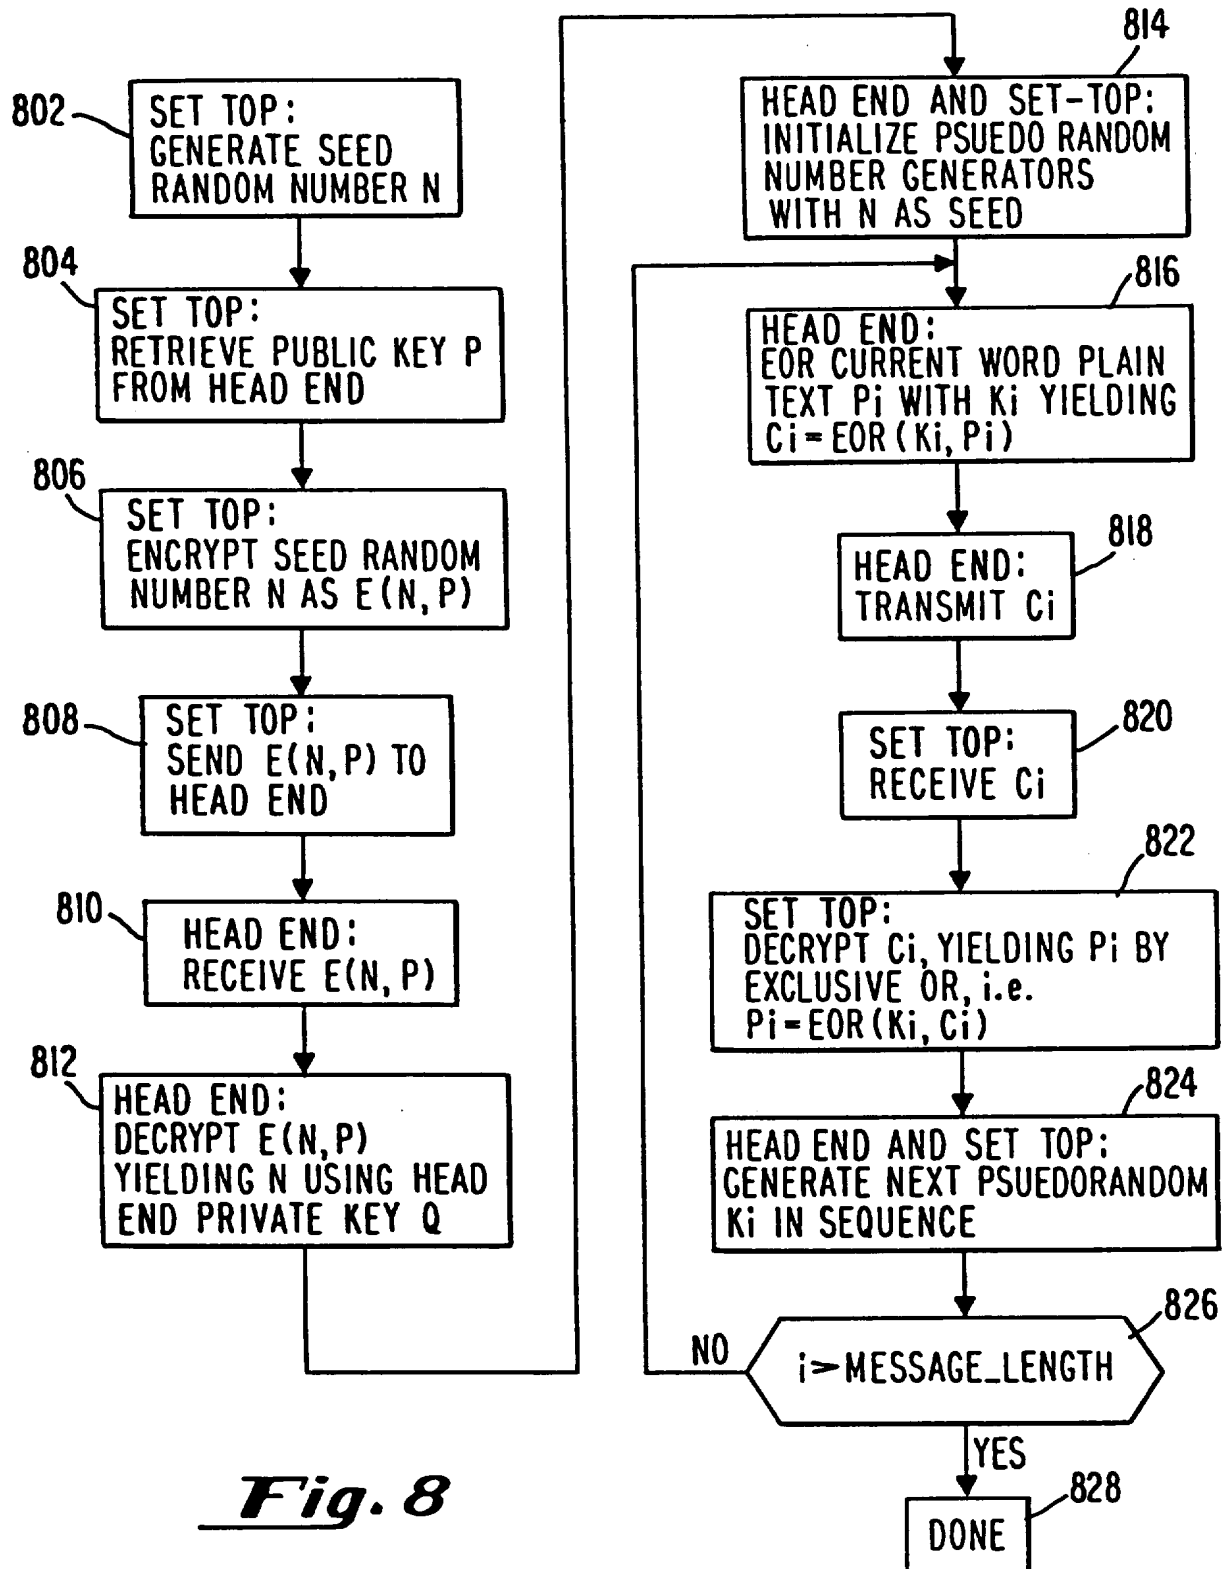 802
SET TOP:
GENERATE SEED
RANDOM NUMBER N
804
SET TOP:
RETRIEVE PUBLIC KEY P
FROM HEAD END
806
SET TOP:
ENCRYPT SEED RANDOM
NUMBER N AS E(N,P)
808
SET TOP:
SEND E(N,P) TO
HEAD END
810
HEAD END:
RECEIVE E(N,P)
812
HEAD END:
DECRYPT E(N,P)
YIELDING N USING HEAD
END PRIVATE KEY Q
814
HEAD END AND SET-TOP:
INITIALIZE PSUEDO RANDOM
NUMBER GENERATORS
WITH N AS SEED
816
HEAD END:
EOR CURRENT WORD PLAIN
TEXT Pi WITH Ki YIELDING
Ci=EOR(Ki,Pi)
818
HEAD END:
TRANSMIT Ci
820
SET TOP:
RECEIVE Ci
822
SET TOP:
DECRYPT Ci, YIELDING Pi BY
EXCLUSIVE OR, i.e.
Pi=EOR(Ki,Ci)
824
HEAD END AND SET TOP:
GENERATE NEXT PSUEDORANDOM
Ki IN SEQUENCE
826
i>MESSAGE_LENGTH
NO
YES
828
DONE
Fig. 8